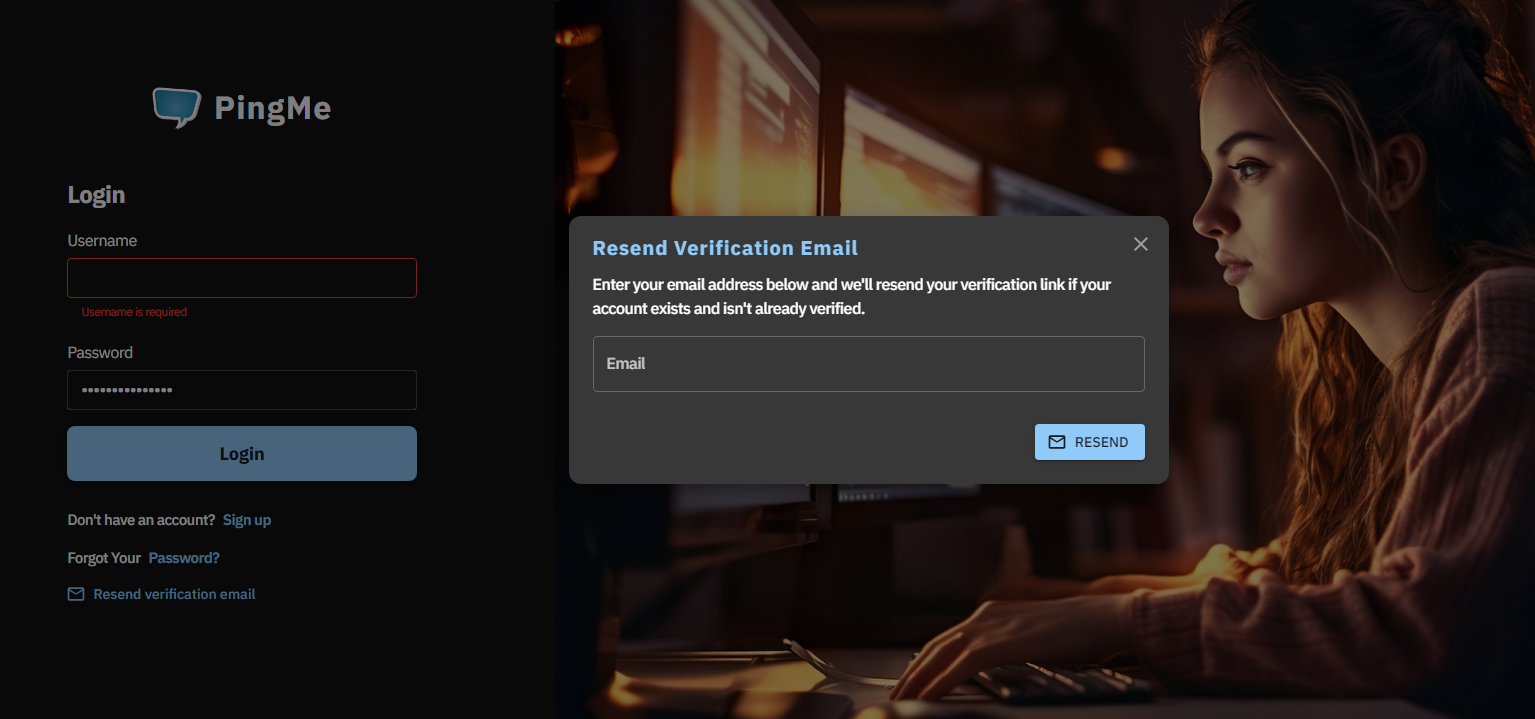 PingMe
Login
Username
Username is required
Password
Login
Don't have an account? Sign up
Forgot Your Password?
Resend verification email
Resend Verification Email
Enter your email address below and we'll resend your verification link if your
account exists and isn't already verified.
Email
RESEND